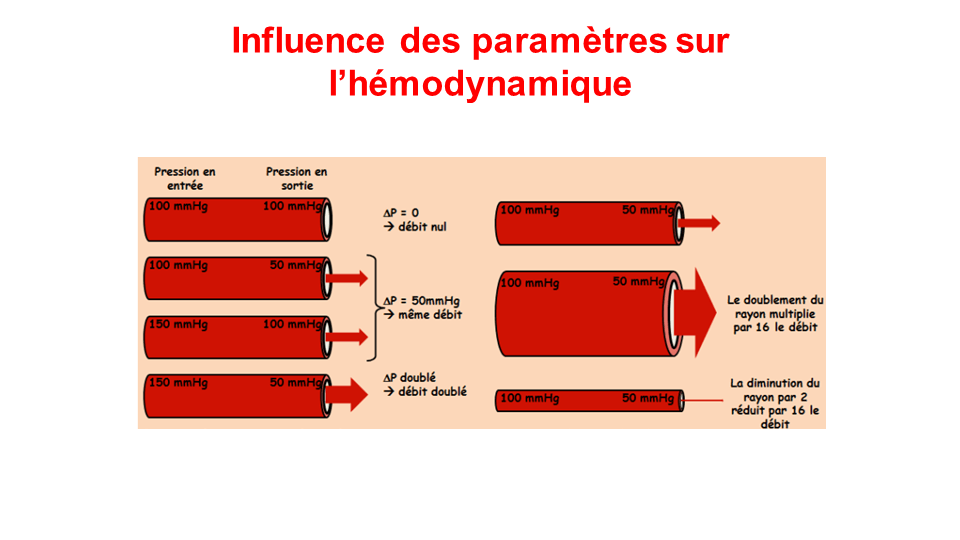 Influence des paramètres sur
l’hémodynamique
Pression en
entrée
Pression en
sortie
100 mmHg 100 mmHg
ΔP = 0
→ débit nul
100 mmHg 50 mmHg
150 mmHg 100 mmHg
ΔP = 50mmHg
→ même débit
150 mmHg 50 mmHg
ΔP doublé
→ débit doublé
100 mmHg 50 mmHg
100 mmHg 50 mmHg
Le doublement du
rayon multiplie
par 16 le débit
100 mmHg 50 mmHg
La diminution du
rayon par 2
réduit par 16 le
débit